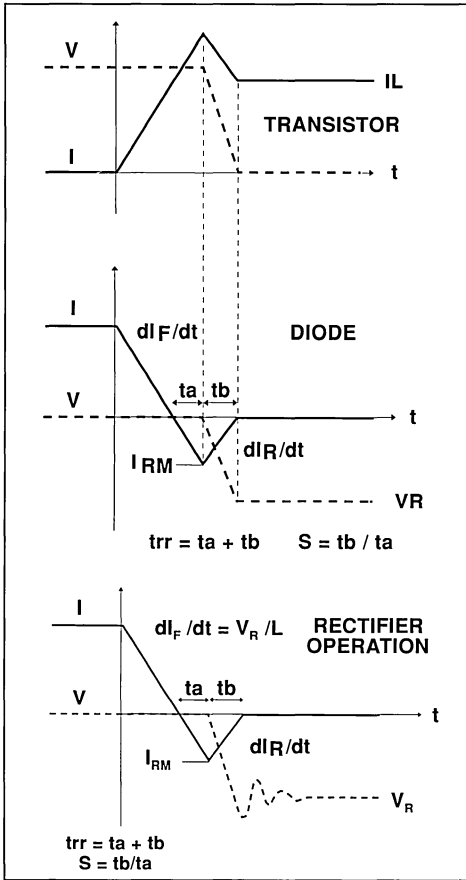 V
IL
TRANSISTOR
I
t
I
dIF/dt
DIODE
ta
tb
V
t
IRM
dIR/dt
VR
trr = ta + tb S = tb / ta
I
dIF/dt = VR/L
RECTIFIER
OPERATION
ta
tb
V
t
IRM
dIR/dt
VR
trr = ta + tb
S = tb/ta